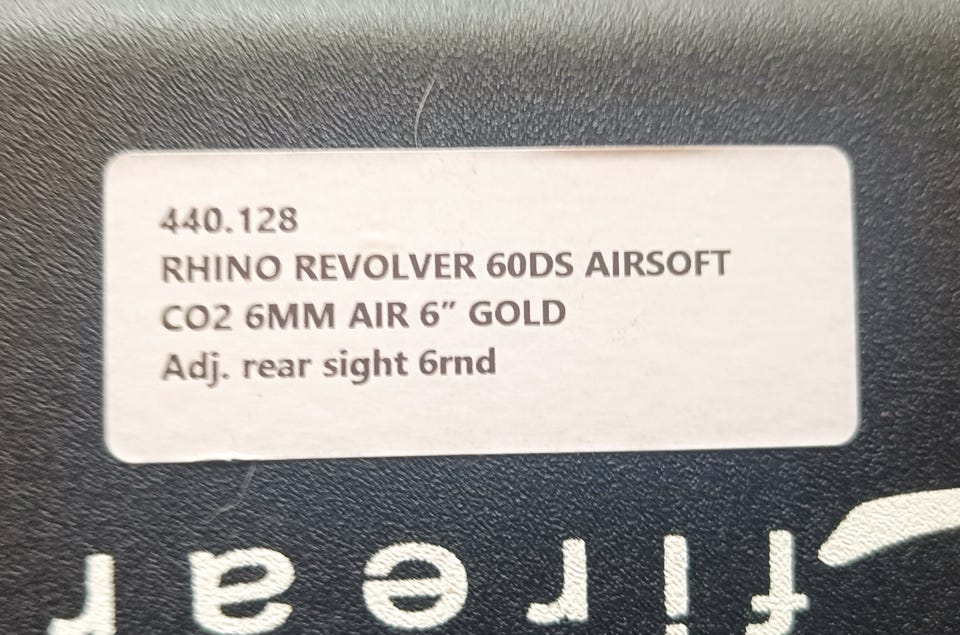 440.128
RHINO REVOLVER 60DS AIRSOFT
CO2 6MM AIR 6” GOLD
Adj. rear sight 6rnd